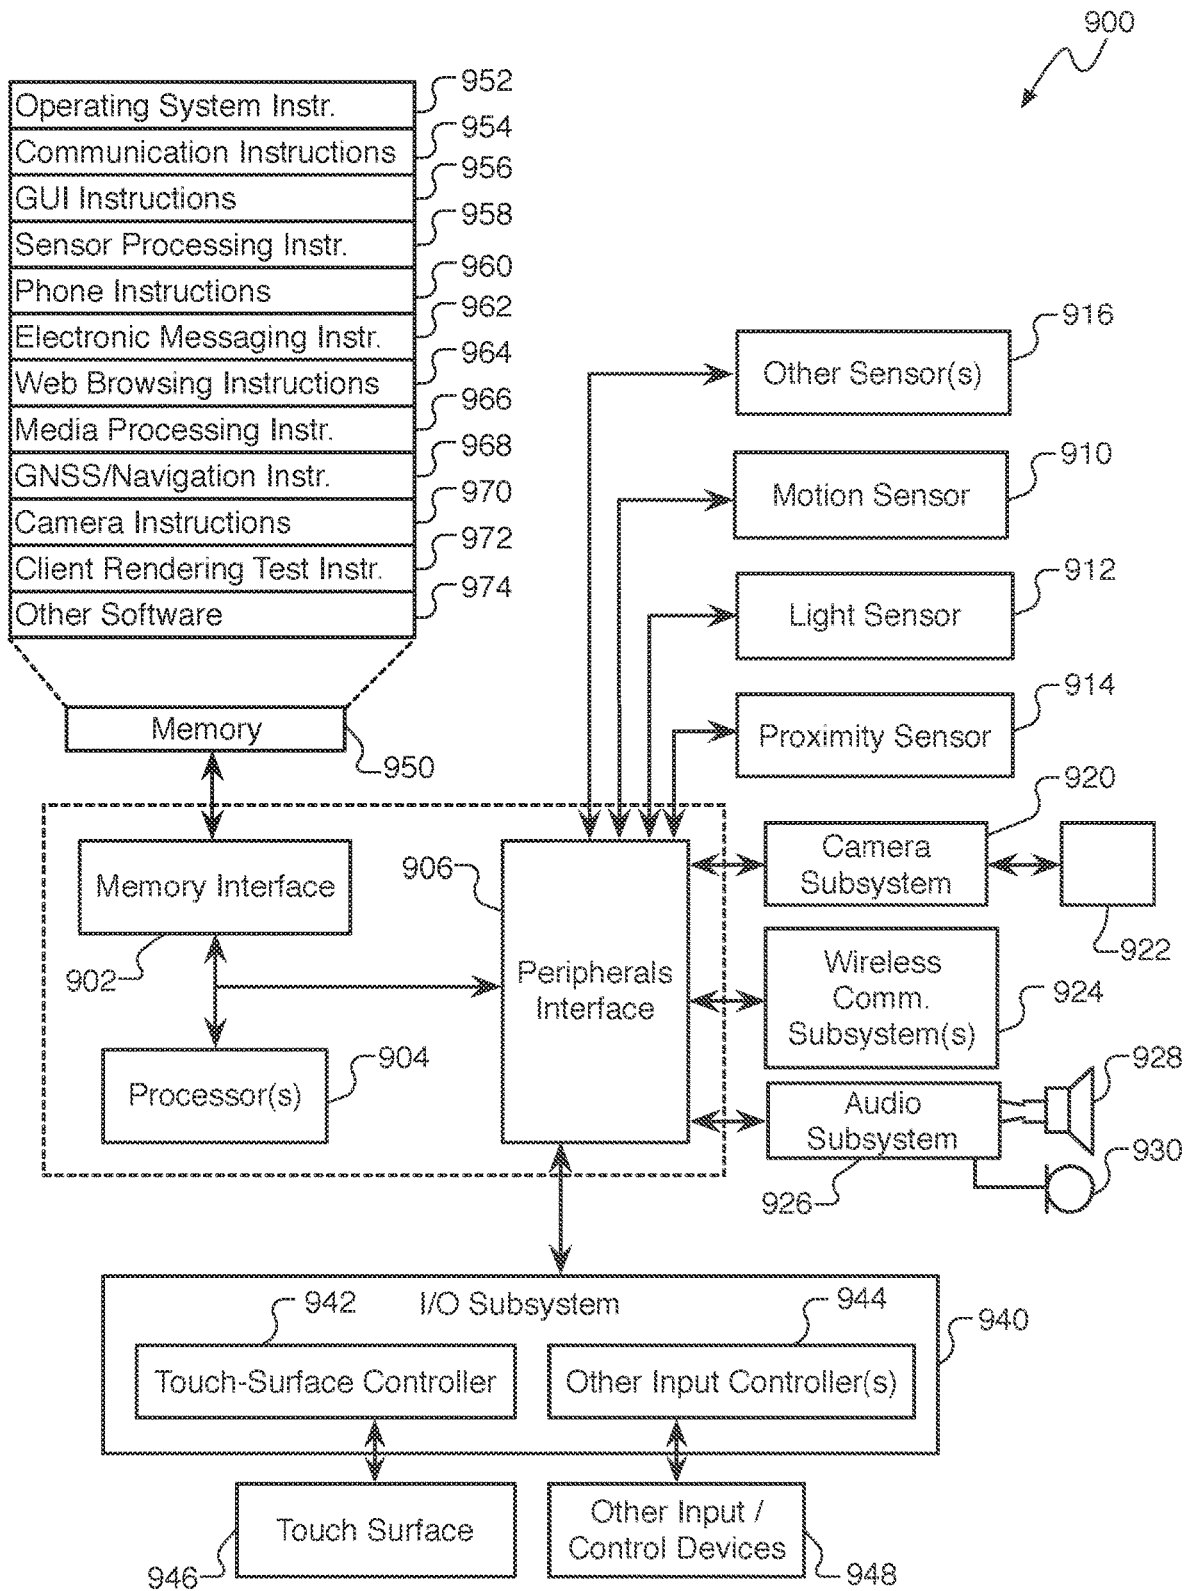 900
952
Operating System Instr.
954
Communication Instructions
956
GUI Instructions
958
Sensor Processing Instr.
960
Phone Instructions
962
Electronic Messaging Instr.
964
Web Browsing Instructions
966
Media Processing Instr.
968
GNSS/Navigation Instr.
970
Camera Instructions
972
Client Rendering Test Instr.
974
Other Software
Memory
950
916
Other Sensor(s)
910
Motion Sensor
912
Light Sensor
914
Proximity Sensor
920
Camera
Subsystem
922
Memory Interface
902
906
Peripherals
Interface
Wireless
Comm.
Subsystem(s)
924
904
Processor(s)
Audio
Subsystem
926
928
930
I/O Subsystem
940
942
Touch-Surface Controller
944
Other Input Controller(s)
Touch Surface
946
Other Input /
Control Devices
948